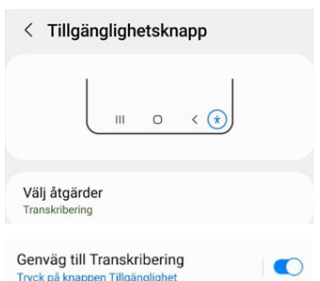 Tillgänglighetsknapp
Välj åtgärder
Transkribering
Genväg till Transkribering
Tryck på knappen Tillgänglighet